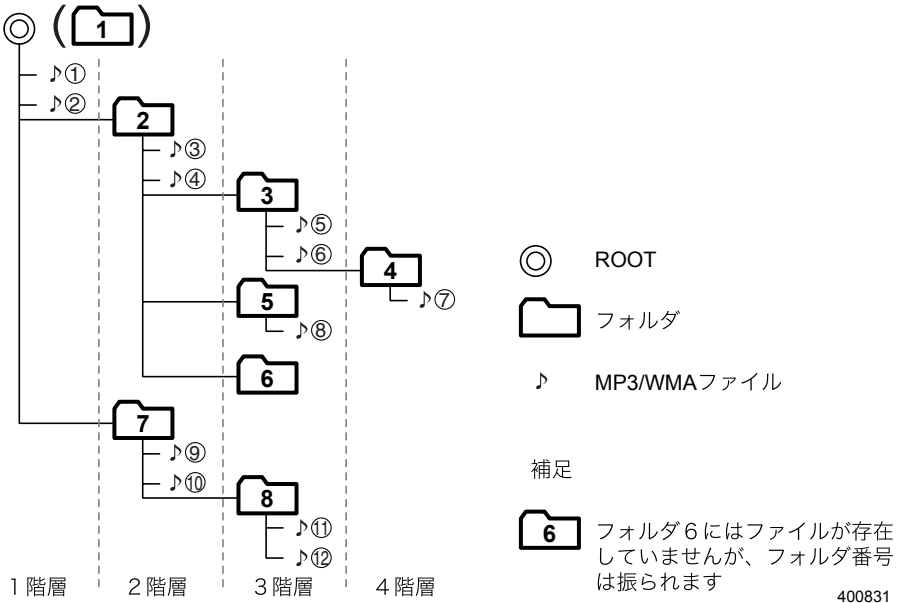 (1)
♪①
♪②
2
♪③
♪④
3
♪⑤
♪⑥
4
♪⑦
5
♪⑧
6
7
♪⑨
♪⑩
8
♪⑪
♪⑫
1階層
2階層
3階層
4階層
ROOT
フォルダ
♪ MP3/WMAファイル
補足
6
フォルダ6にはファイルが存在
していませんが、フォルダ番号
は振られます
400831